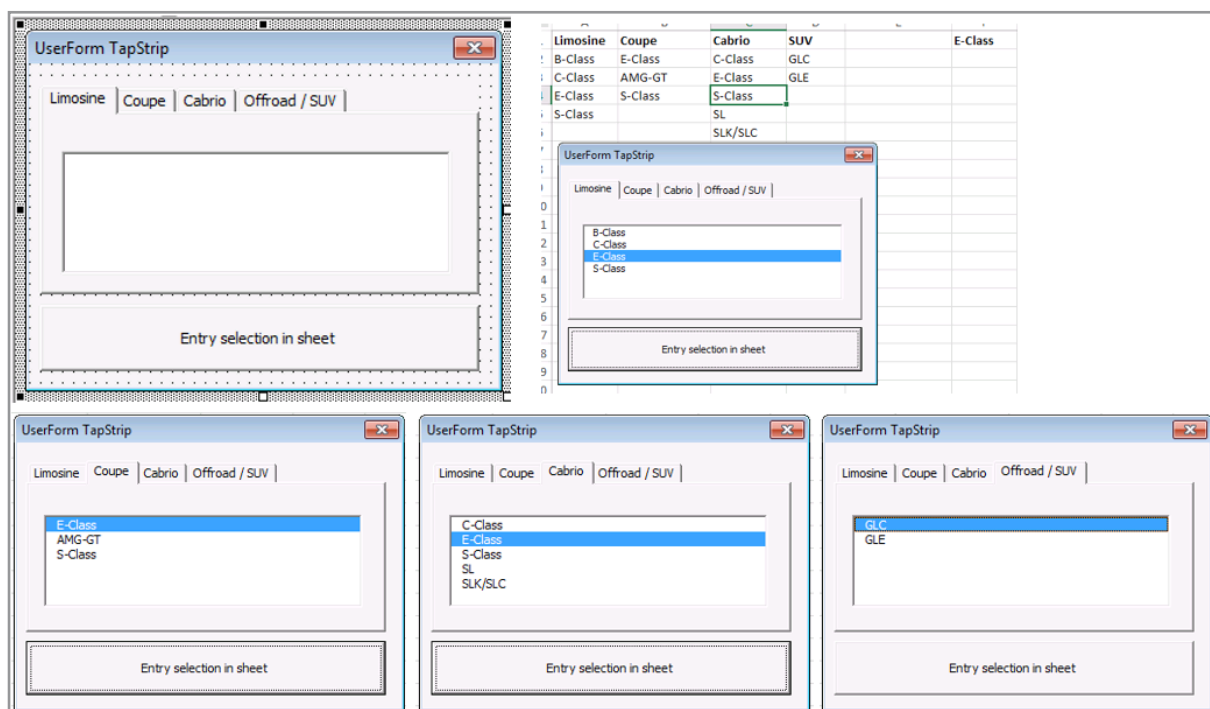 UserForm TapStrip
Limosine Coupe Cabrio Offroad / SUV
Entry selection in sheet
Limosine Coupe Cabrio SUV E-Class
2 B-Class E-Class C-Class GLC
3 C-Class AMG-GT E-Class GLE
4 E-Class S-Class S-Class
5 S-Class SL
SLK/SLC
UserForm TapStrip
Limosine Coupe Cabrio Offroad / SUV
B-Class
C-Class
E-Class
S-Class
Entry selection in sheet
UserForm TapStrip
Limosine Coupe Cabrio Offroad / SUV
E-Class
AMG-GT
S-Class
Entry selection in sheet
UserForm TapStrip
Limosine Coupe Cabrio Offroad / SUV
C-Class
E-Class
S-Class
SL
SLK/SLC
Entry selection in sheet
UserForm TapStrip
Limosine Coupe Cabrio Offroad / SUV
GLC
GLE
Entry selection in sheet